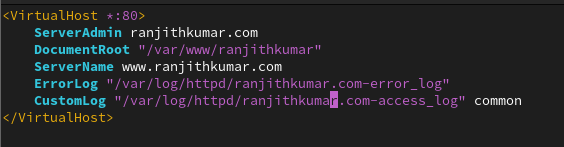 <VirtualHost *:80>
    ServerAdmin ranjithkumar.com
    DocumentRoot "/var/www/ranjithkumar"
    ServerName www.ranjithkumar.com
    ErrorLog "/var/log/httpd/ranjithkumar.com-error_log"
    CustomLog "/var/log/httpd/ranjithkumar.com-access_log" common
</VirtualHost>